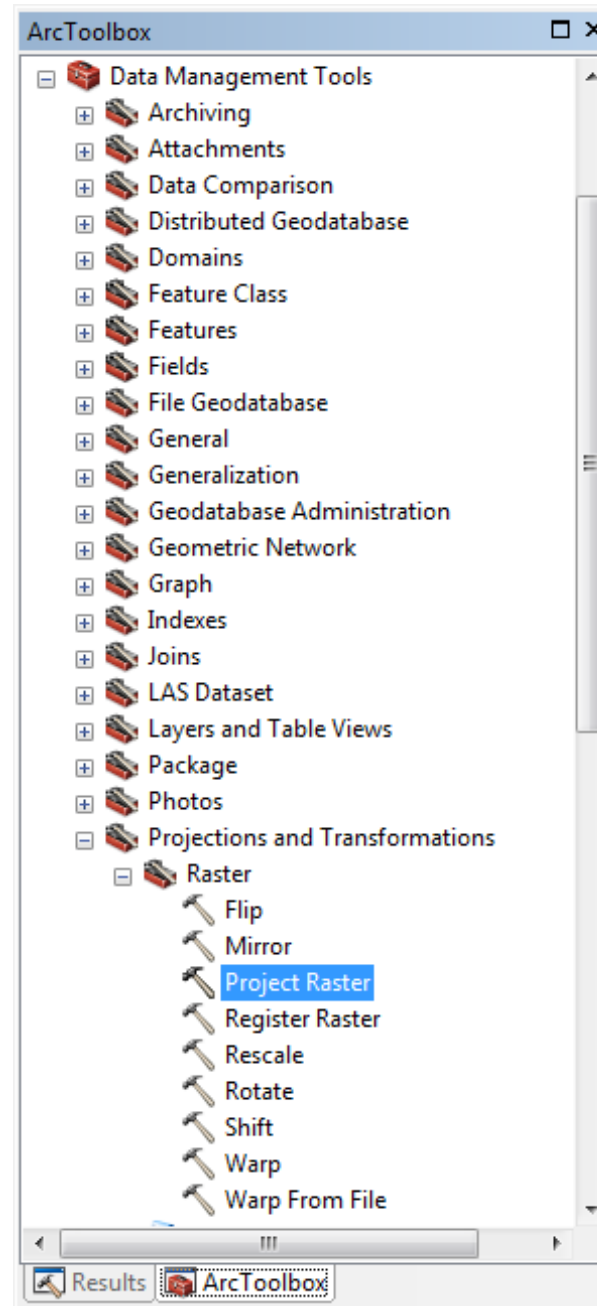 ArcToolbox
Data Management Tools
Archiving
Attachments
Data Comparison
Distributed Geodatabase
Domains
Feature Class
Features
Fields
File Geodatabase
General
Generalization
Geodatabase Administration
Geometric Network
Graph
Indexes
Joins
LAS Dataset
Layers and Table Views
Package
Photos
Projections and Transformations
Raster
Flip
Mirror
Project Raster
Register Raster
Rescale
Rotate
Shift
Warp
Warp From File
Results ArcToolbox